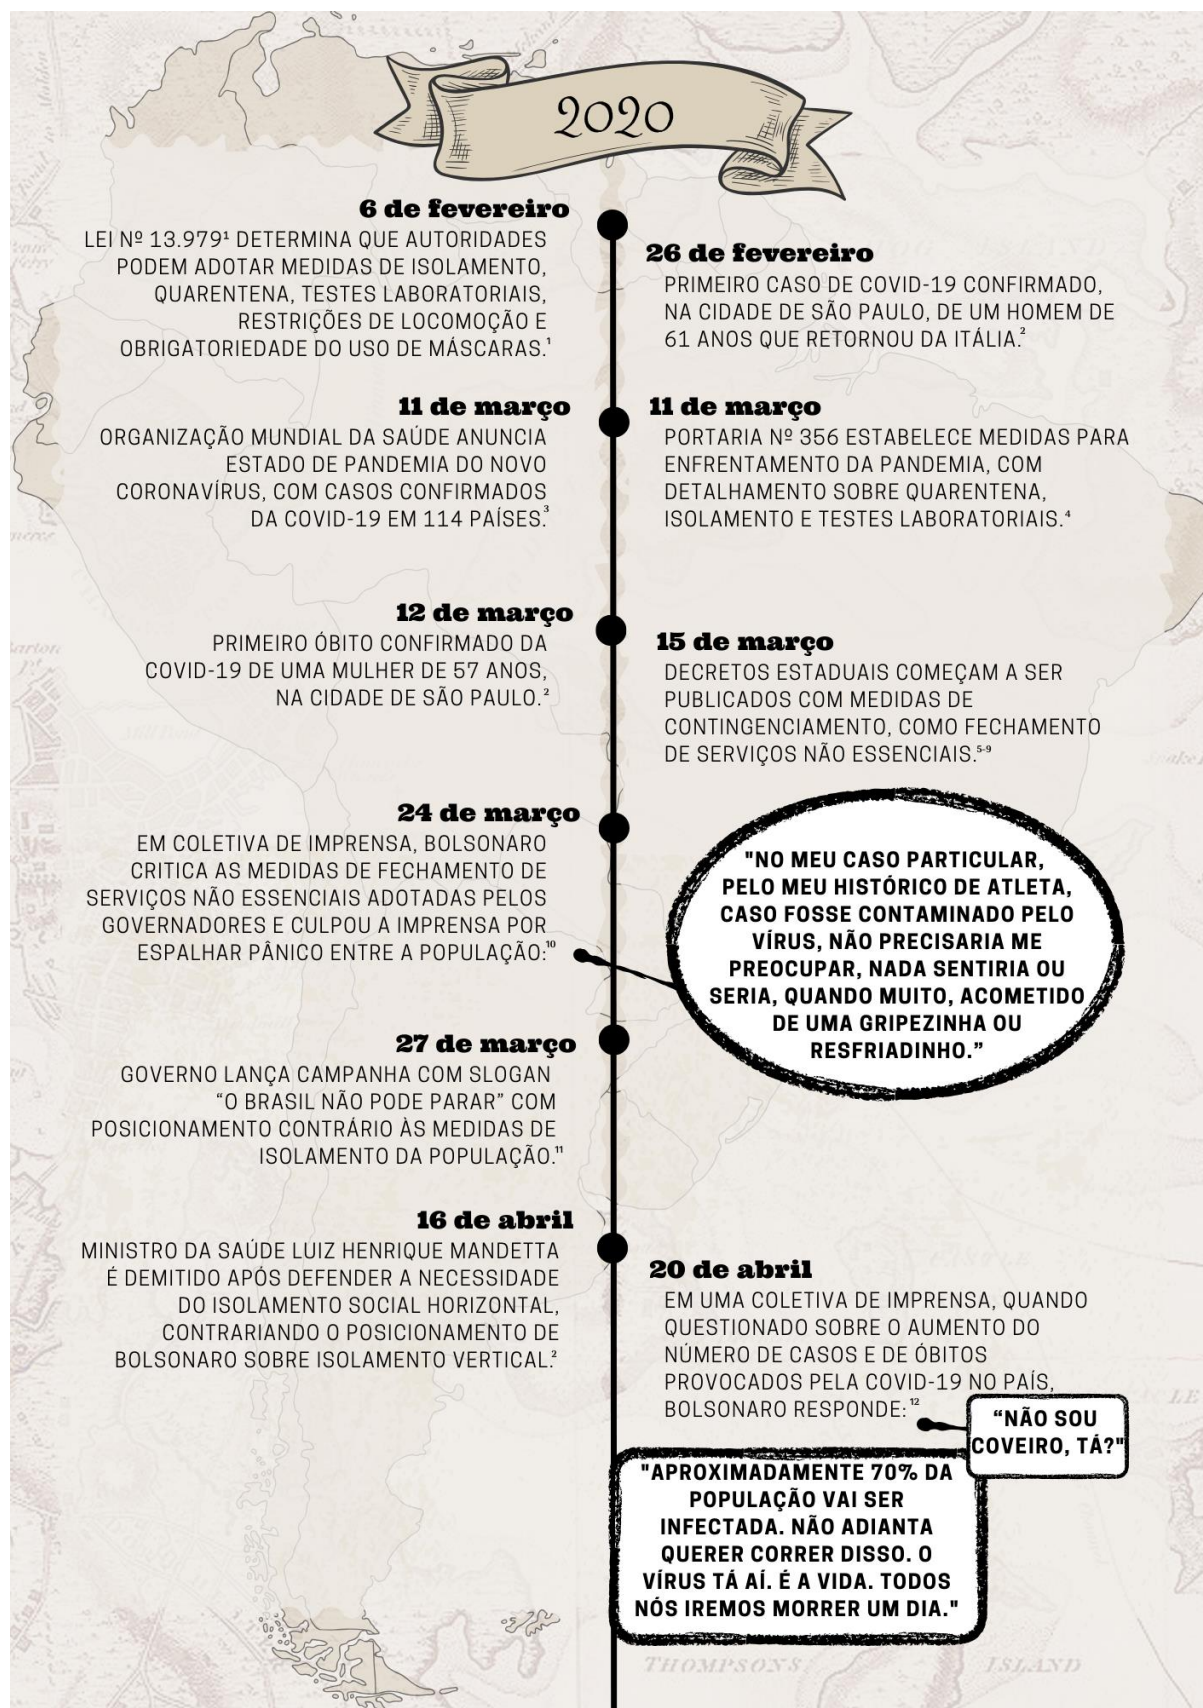 2020
6 de fevereiro
LEI Nº 13.979¹ DETERMINA QUE AUTORIDADES
PODEM ADOTAR MEDIDAS DE ISOLAMENTO,
QUARENTENA, TESTES LABORATORIAIS,
RESTRIÇÕES DE LOCOMOÇÃO E
OBRIGATORIEDADE DO USO DE MÁSCARAS.¹
26 de fevereiro
PRIMEIRO CASO DE COVID-19 CONFIRMADO,
NA CIDADE DE SÃO PAULO, DE UM HOMEM DE
61 ANOS QUE RETORNOU DA ITÁLIA.²
11 de março
ORGANIZAÇÃO MUNDIAL DA SAÚDE ANUNCIA
ESTADO DE PANDEMIA DO NOVO
CORONAVÍRUS, COM CASOS CONFIRMADOS
DA COVID-19 EM 114 PAÍSES.³
11 de março
PORTARIA Nº 356 ESTABELECE MEDIDAS PARA
ENFRENTAMENTO DA PANDEMIA, COM
DETALHAMENTO SOBRE QUARENTENA,
ISOLAMENTO E TESTES LABORATORIAIS.⁴
12 de março
PRIMEIRO ÓBITO CONFIRMADO DA
COVID-19 DE UMA MULHER DE 57 ANOS,
NA CIDADE DE SÃO PAULO.²
15 de março
DECRETOS ESTADUAIS COMEÇAM A SER
PUBLICADOS COM MEDIDAS DE
CONTINGENCIAMENTO, COMO FECHAMENTO
DE SERVIÇOS NÃO ESSENCIAIS.⁵⁻⁹
24 de março
EM COLETIVA DE IMPRENSA, BOLSONARO
CRITICA AS MEDIDAS DE FECHAMENTO DE
SERVIÇOS NÃO ESSENCIAIS ADOTADAS PELOS
GOVERNADORES E CULPOU A IMPRENSA POR
ESPALHAR PÂNICO ENTRE A POPULAÇÃO:¹⁰
"NO MEU CASO PARTICULAR,
PELO MEU HISTÓRICO DE ATLETA,
CASO FOSSE CONTAMINADO PELO
VÍRUS, NÃO PRECISARIA ME
PREOCUPAR, NADA SENTIRIA OU
SERIA, QUANDO MUITO, ACOMETIDO
DE UMA GRIPEZINHA OU
RESFRIADINHO.”
27 de março
GOVERNO LANÇA CAMPANHA COM SLOGAN
“O BRASIL NÃO PODE PARAR” COM
POSICIONAMENTO CONTRÁRIO ÀS MEDIDAS DE
ISOLAMENTO DA POPULAÇÃO.¹¹
16 de abril
MINISTRO DA SAÚDE LUIZ HENRIQUE MANDETTA
É DEMITIDO APÓS DEFENDER A NECESSIDADE
DO ISOLAMENTO SOCIAL HORIZONTAL,
CONTRARIANDO O POSICIONAMENTO DE
BOLSONARO SOBRE ISOLAMENTO VERTICAL.²
20 de abril
EM UMA COLETIVA DE IMPRENSA, QUANDO
QUESTIONADO SOBRE O AUMENTO DO
NÚMERO DE CASOS E DE ÓBITOS
PROVOCADOS PELA COVID-19 NO PAÍS,
BOLSONARO RESPONDE:¹²
“NÃO SOU
COVEIRO, TÁ?"
"APROXIMADAMENTE 70% DA
POPULAÇÃO VAI SER
INFECTADA. NÃO ADIANTA
QUERER CORRER DISSO. O
VÍRUS TÁ AÍ. É A VIDA. TODOS
NÓS IREMOS MORRER UM DIA."
THOMPSONS ISLAND